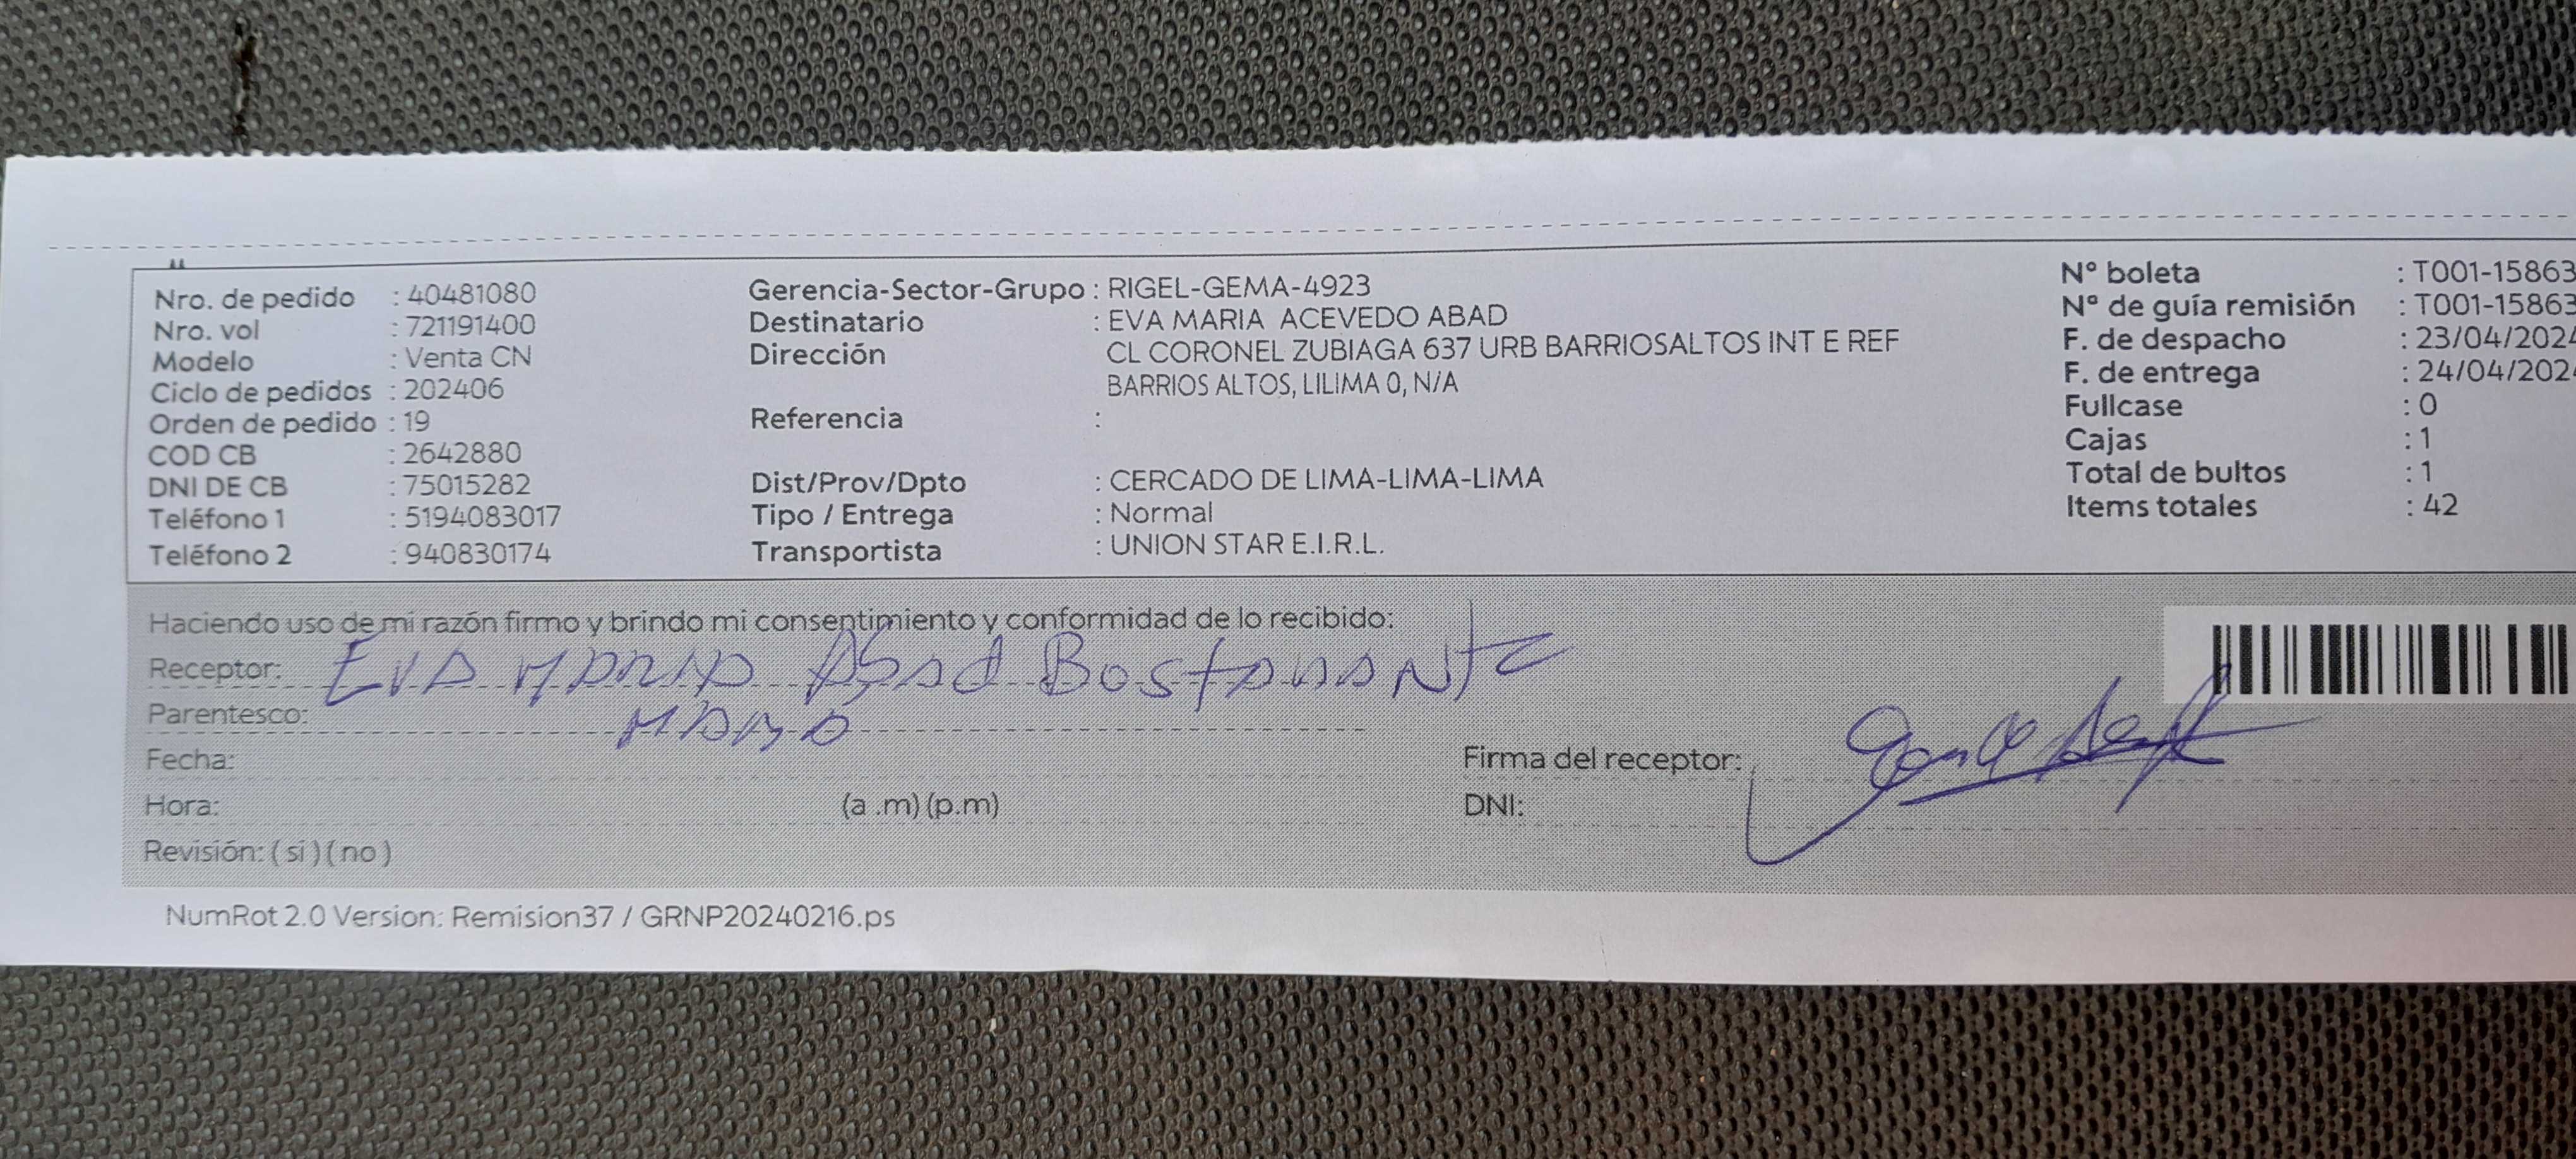 Nro. de pedido : 40481080
Nro. vol : 721191400
Modelo : Venta CN
Ciclo de pedidos : 202406
Orden de pedido : 19
COD CB : 2642880
DNI DE CB : 75015282
Teléfono 1 : 5194083017
Teléfono 2 : 940830174
Gerencia-Sector-Grupo : RIGEL-GEMA-4923
Destinatario : EVA MARIA ACEVEDO ABAD
Dirección CL CORONEL ZUBIAGA 637 URB BARRIOSALTOS INT E REF
BARRIOS ALTOS, LILIMA 0, N/A
Referencia :
Dist/Prov/Dpto : CERCADO DE LIMA-LIMA-LIMA
Tipo / Entrega : Normal
Transportista : UNION STAR E.I.R.L.
N° boleta : T001-15863
N° de guía remisión : T001-15863
F. de despacho : 23/04/2024
F. de entrega : 24/04/202
Fullcase : 0
Cajas : 1
Total de bultos : 1
Items totales : 42
Haciendo uso de mi razón firmo y brindo mi consentimiento y conformidad de lo recibido:
Receptor: EVA MARIA Abad
Parentesco: MAMA
Fecha:
Hora: (a .m) (p.m)
Revisión: ( si ) ( no )
Firma del receptor:
DNI:
NumRot 2.0 Version: Remision37 / GRNP20240216.ps